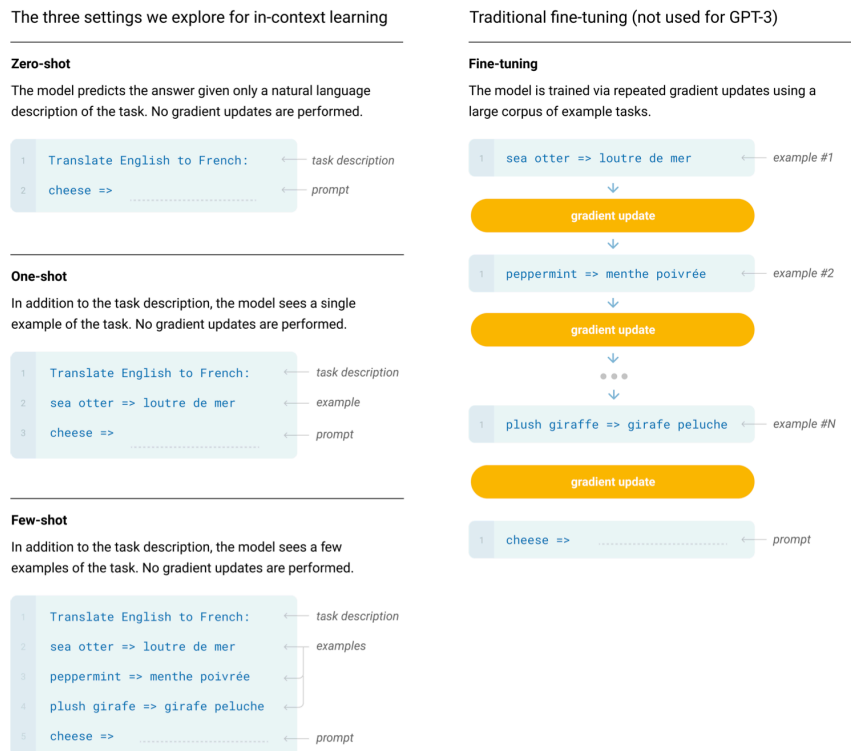 The three settings we explore for in-context learning
Zero-shot
The model predicts the answer given only a natural language
description of the task. No gradient updates are performed.
1 Translate English to French: task description
2 cheese => prompt
One-shot
In addition to the task description, the model sees a single
example of the task. No gradient updates are performed.
1 Translate English to French: task description
2 sea otter => loutre de mer example
3 cheese => prompt
Few-shot
In addition to the task description, the model sees a few
examples of the task. No gradient updates are performed.
1 Translate English to French: task description
2 sea otter => loutre de mer examples
3 peppermint => menthe poivrée
4 plush girafe => girafe peluche
5 cheese => prompt
Traditional fine-tuning (not used for GPT-3)
Fine-tuning
The model is trained via repeated gradient updates using a
large corpus of example tasks.
1 sea otter => loutre de mer example #1
gradient update
1 peppermint => menthe poivrée example #2
gradient update
1 plush giraffe => girafe peluche example #N
gradient update
1 cheese => prompt